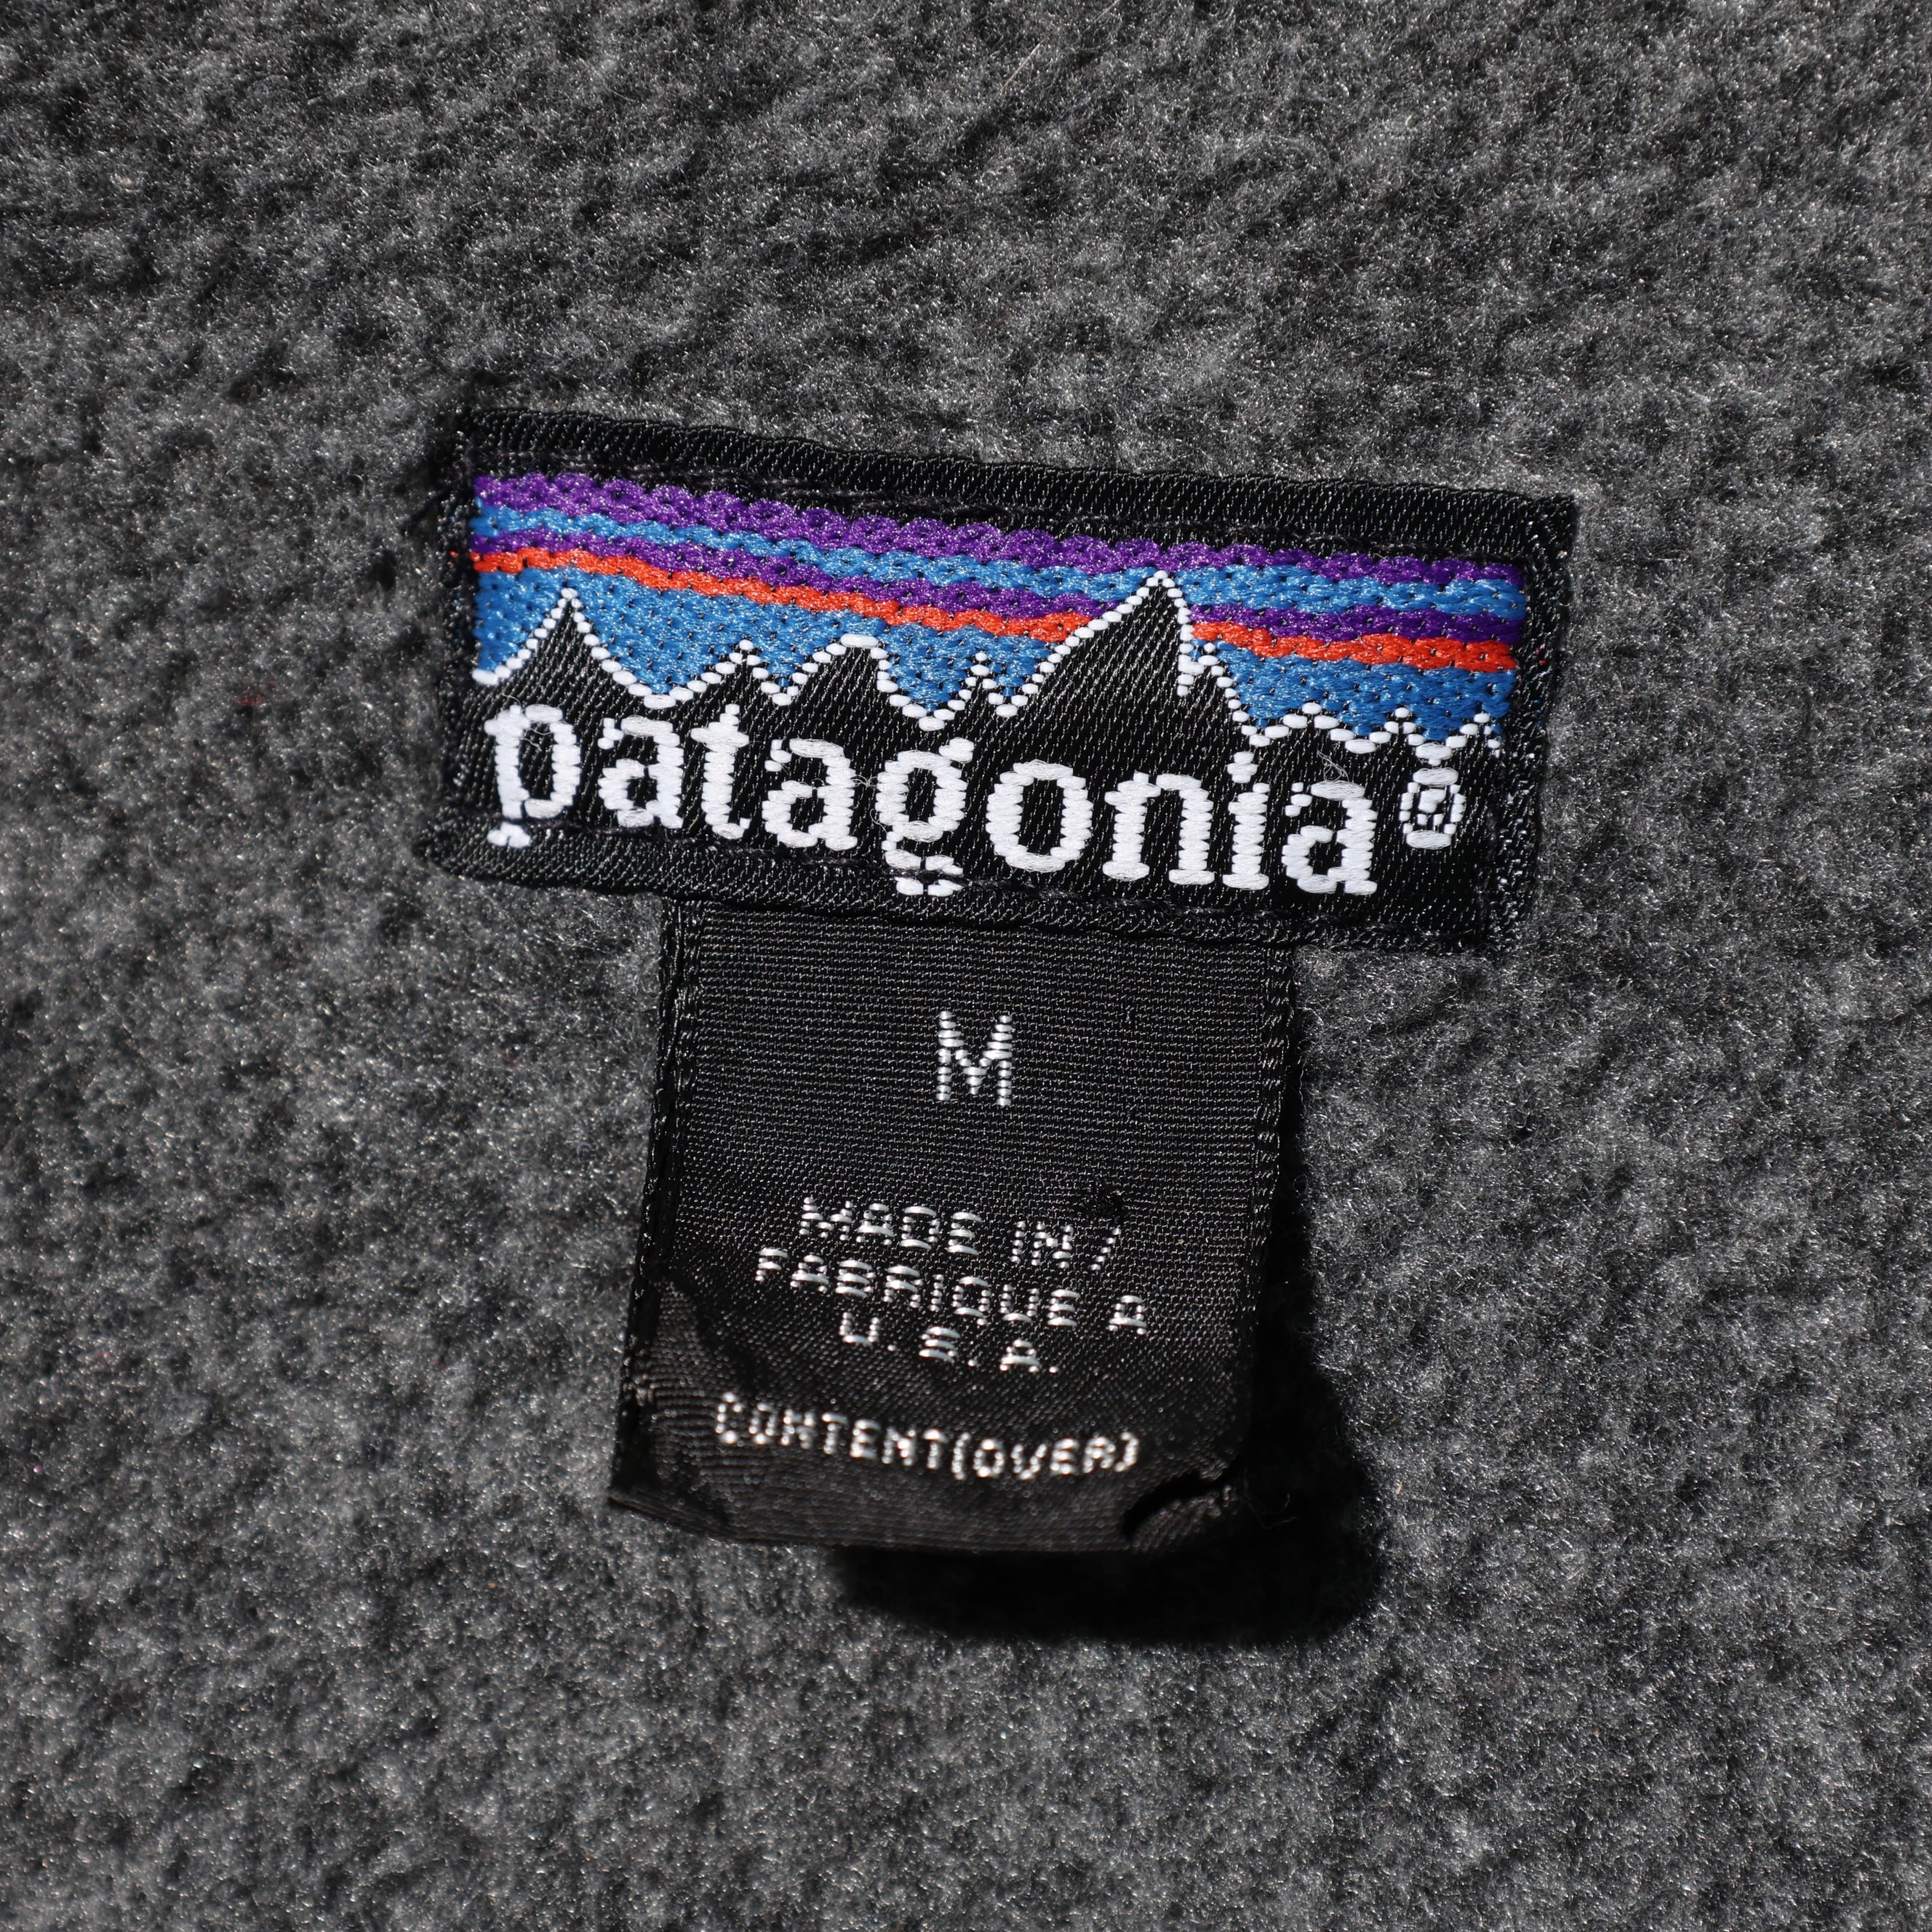 patagonia®
M
MADE IN /
FABRIQUE A
U.S.A.
CONTENT(OVER)